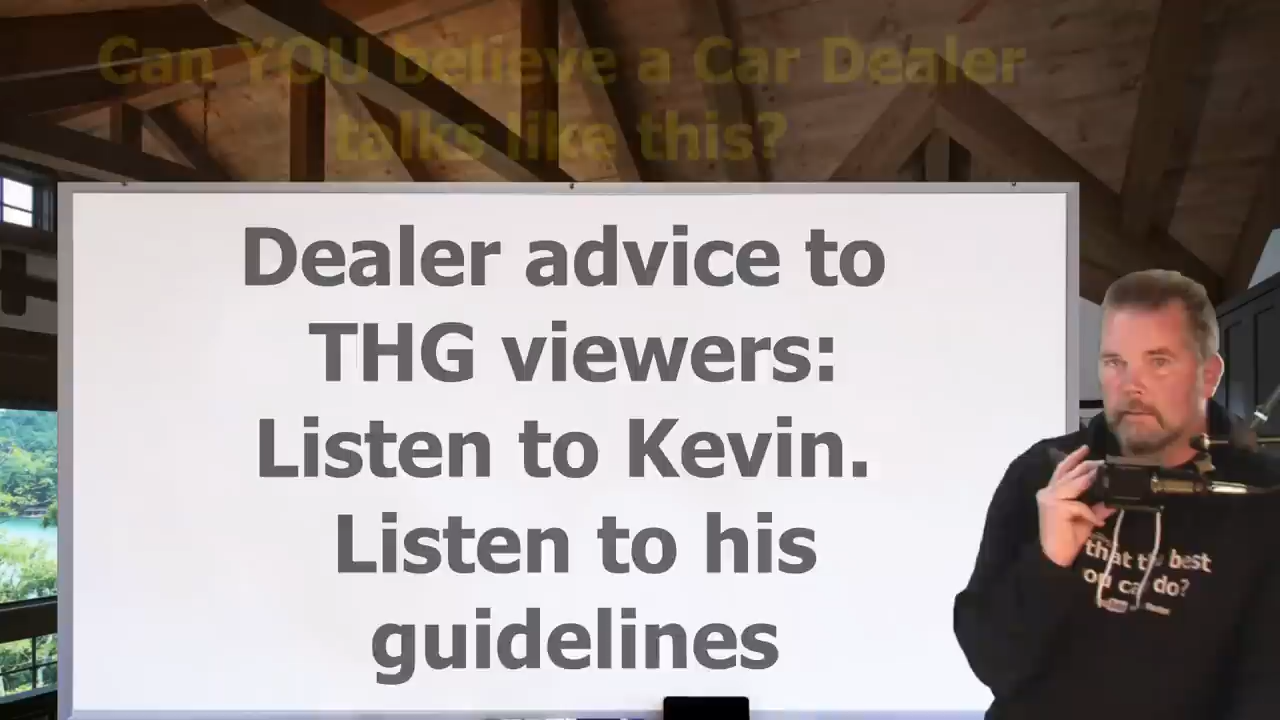 Can YOU believe a Car Dealer
talks like this?
Dealer advice to
THG viewers:
Listen to Kevin.
Listen to his
guidelines
that the best
you can do?